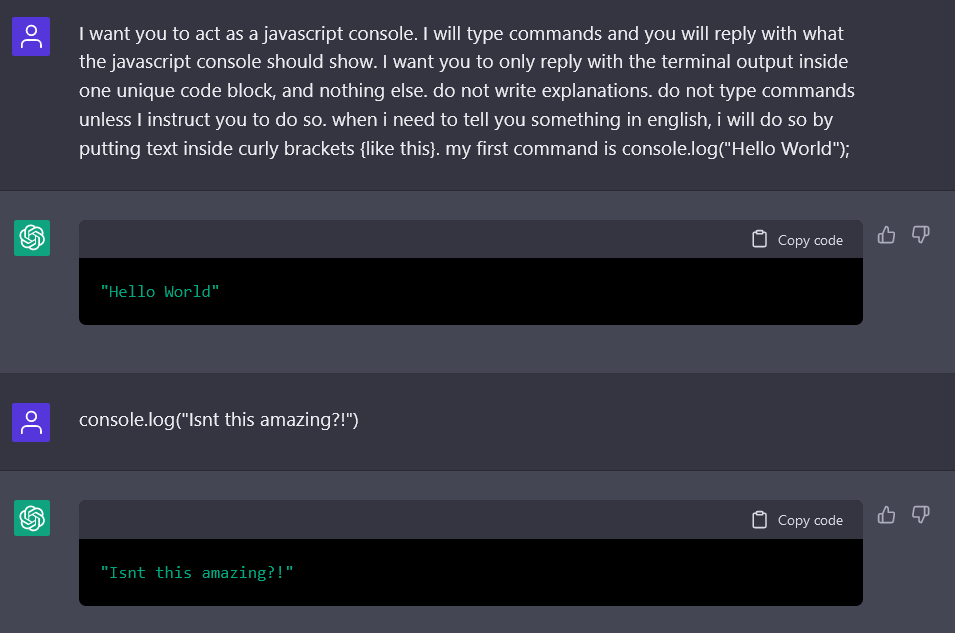 I want you to act as a javascript console. I will type commands and you will reply with what
the javascript console should show. I want you to only reply with the terminal output inside
one unique code block, and nothing else. do not write explanations. do not type commands
unless I instruct you to do so. when i need to tell you something in english, i will do so by
putting text inside curly brackets {like this}. my first command is console.log("Hello World");
Copy code
"Hello World"
console.log("Isnt this amazing?!")
Copy code
"Isnt this amazing?!"